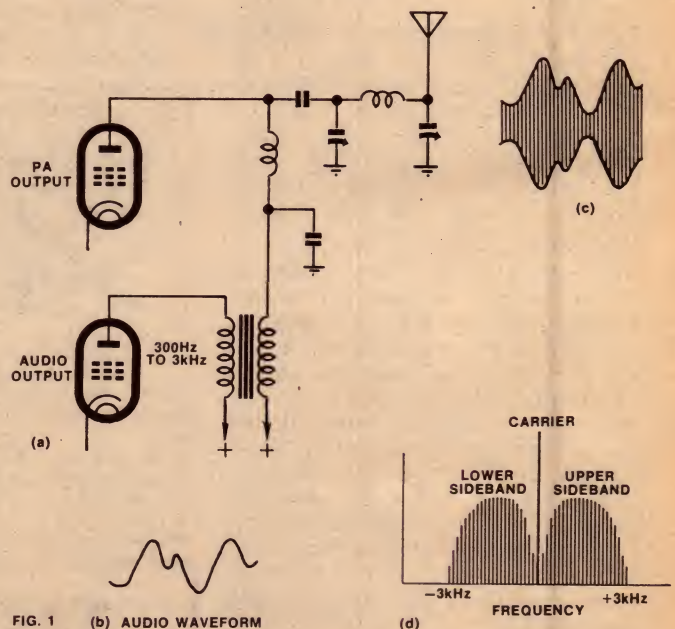 PA
OUTPUT
(c)
AUDIO
OUTPUT
300Hz
TO 3kHz
(a)
+ +
CARRIER
LOWER
SIDEBAND
UPPER
SIDEBAND
-3kHz
+3kHz
FREQUENCY
FIG. 1 (b) AUDIO WAVEFORM
(d)